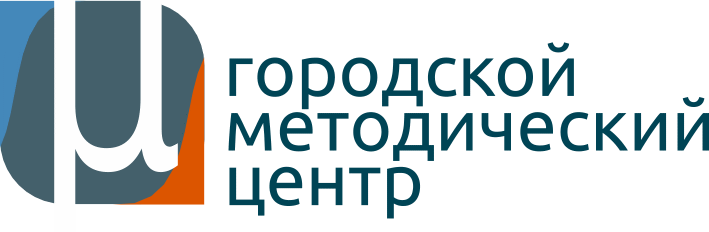 μ
городской
методический
центр